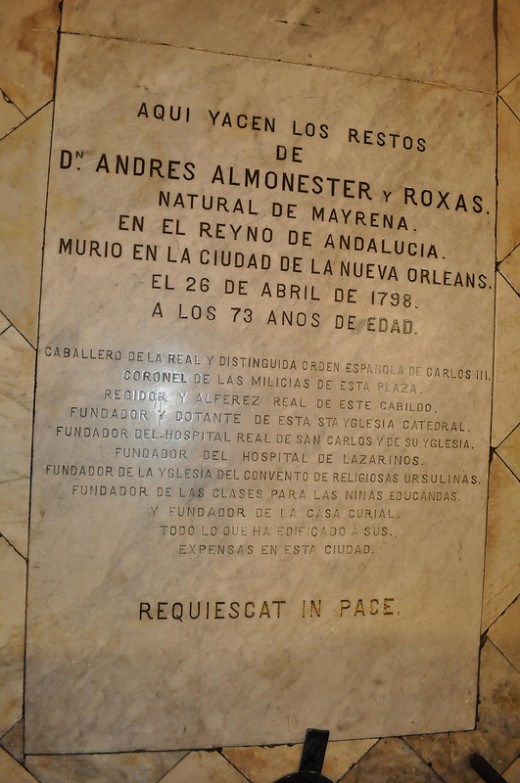 AQUI YACEN LOS RESTOS
DE
D.N ANDRES ALMONESTER Y ROXAS.
NATURAL DE MAYRENA.
EN EL REYNO DE ANDALUCIA.
MURIO EN LA CIUDAD DE LA NUEVA ORLEANS.
EL 26 DE ABRIL DE 1798.
A LOS 73 ANOS DE EDAD.
CABALLERO DE LA REAL Y DISTINGUIDA ORDEN ESPANOLA DE CARLOS III.
CORONEL DE LAS MILICIAS DE ESTA PLAZA.
REGIDOR Y ALFEREZ REAL DE ESTE CABILDO.
FUNDADOR Y DOTANTE DE ESTA STA YGLESIA CATEDRAL.
FUNDADOR DEL HOSPITAL REAL DE SAN CARLOS Y DE SU YGLESIA.
FUNDADOR DEL HOSPITAL DE LAZARINOS.
FUNDADOR DE LA YGLESIA DEL CONVENTO DE RELIGIOSAS URSULINAS.
FUNDADOR DE LAS CLASES PARA LAS NINAS EDUCANDAS.
Y FUNDADOR DE LA CASA CURIAL.
TODO LO QUE HA EDIFICADO A SUS.
EXPENSAS EN ESTA CIUDAD.
REQUIESCAT IN PACE.